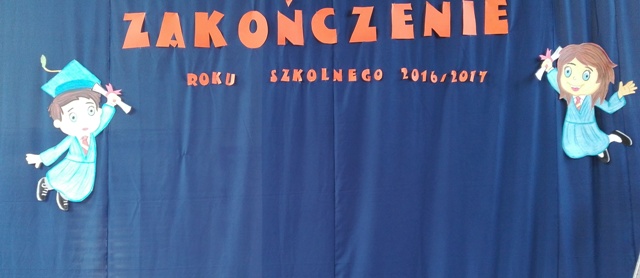 ZAKOŃCZENIE
ROKU SZKOLNEGO 2016/2017